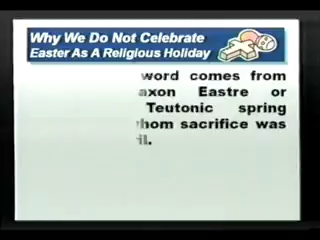 Why We Do Not Celebrate
Easter As A Religious Holiday
word comes from
axon Eastre or
Teutonic spring
hom sacrifice was
il.